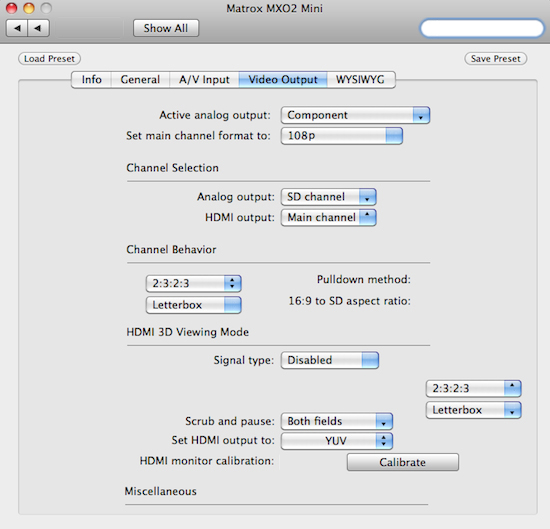 Matrox MXO2 Mini
Show All
Load Preset
Save Preset
Info General A/V Input Video Output WYSIWYG
Active analog output: Component
Set main channel format to: 108p
Channel Selection
Analog output: SD channel
HDMI output: Main channel
Channel Behavior
2:3:2:3 Pulldown method:
Letterbox 16:9 to SD aspect ratio:
HDMI 3D Viewing Mode
Signal type: Disabled
2:3:2:3
Letterbox
Scrub and pause: Both fields
Set HDMI output to: YUV
HDMI monitor calibration: Calibrate
Miscellaneous